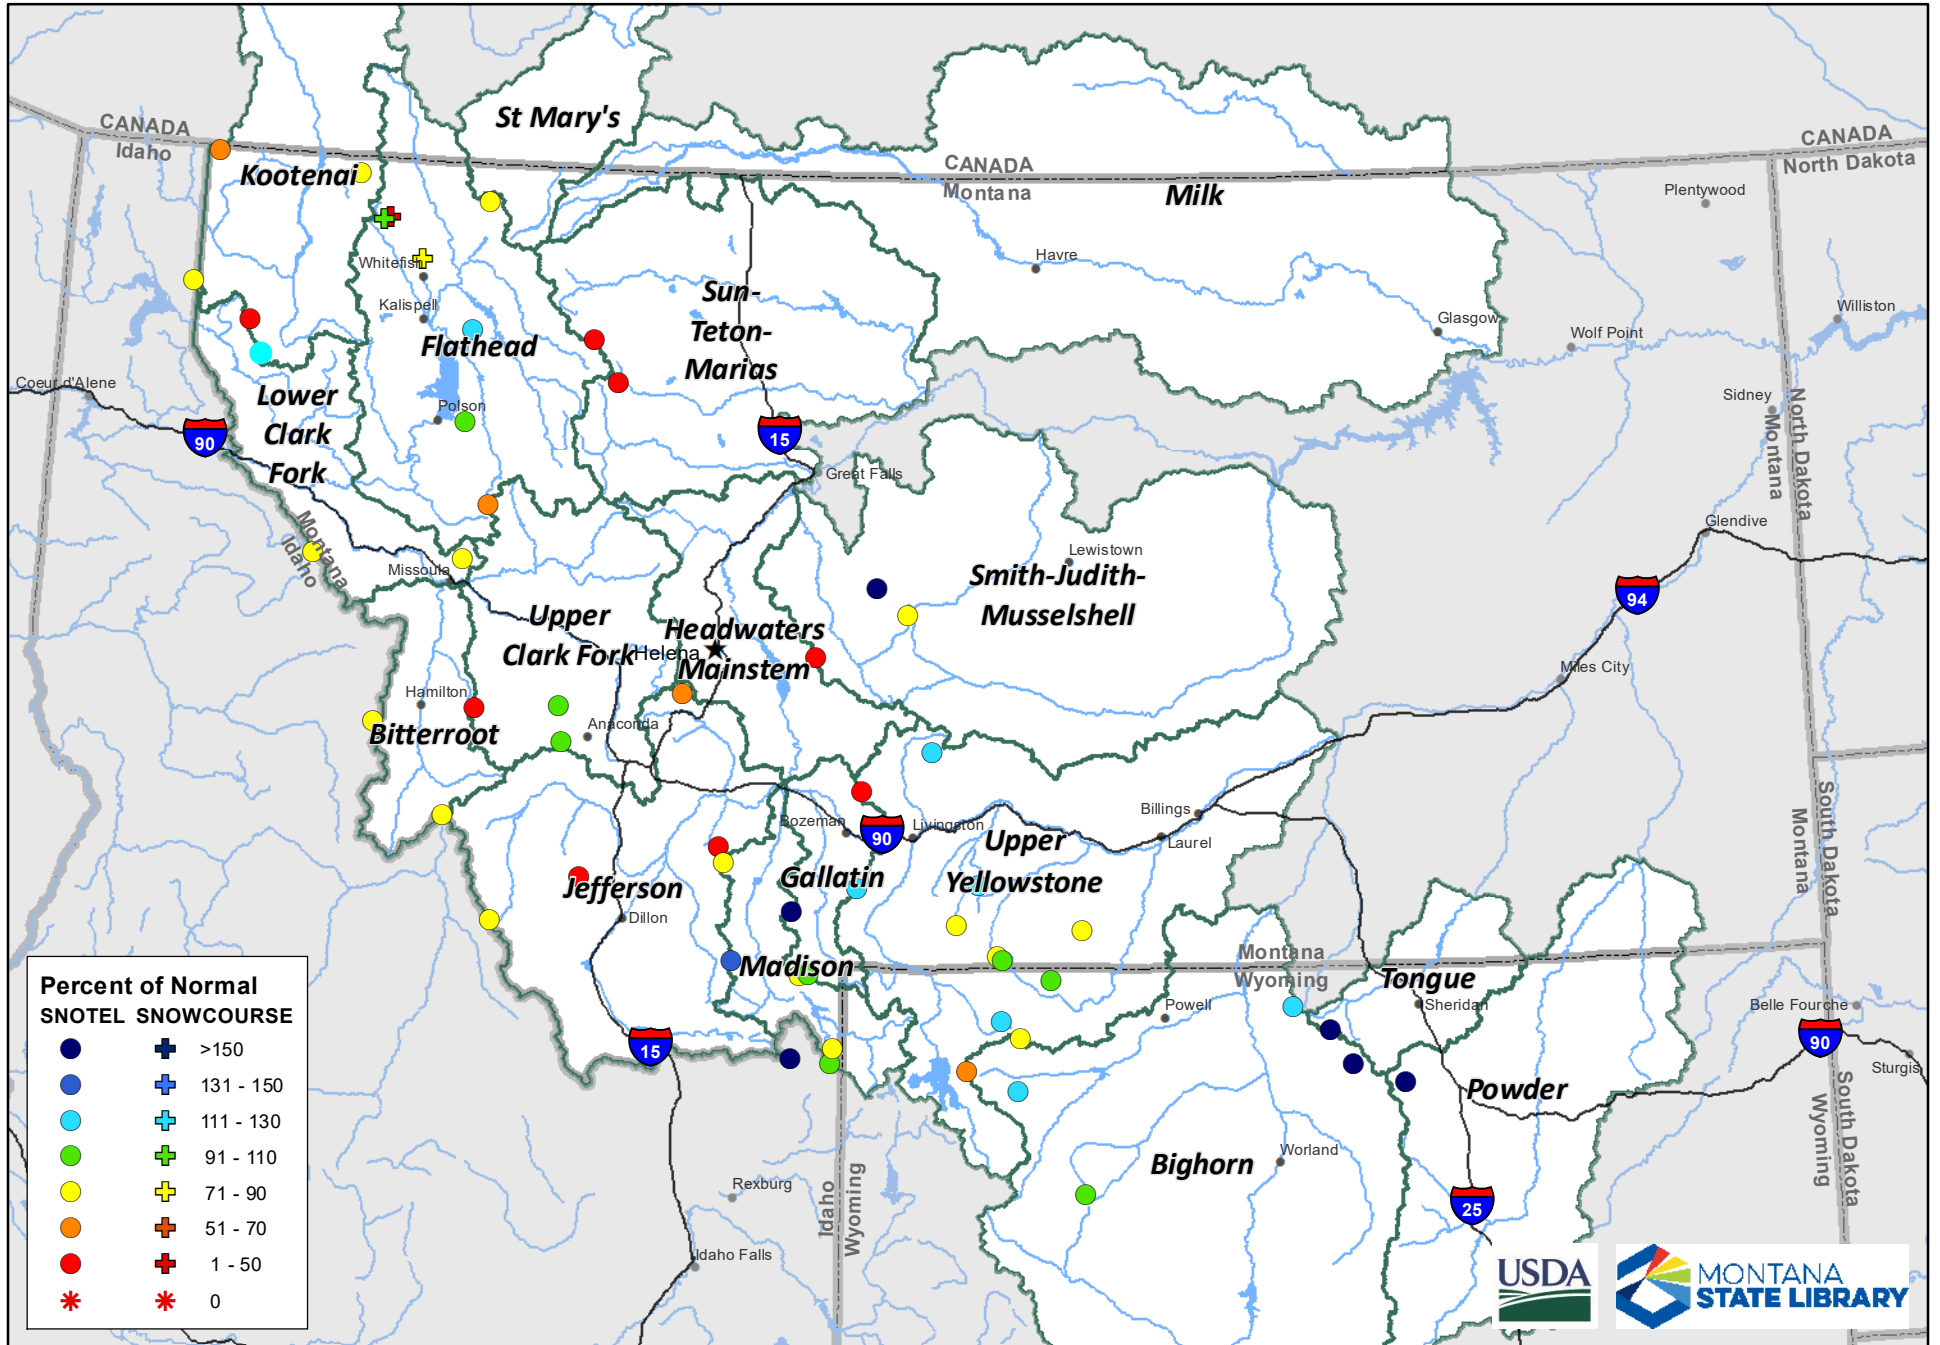 CANADA
Idaho
St Mary's
CANADA
Montana
CANADA
North Dakota
Kootenai
Milk
Plentywood
Havre
Whitefish
Kalispell
Flathead
Sun-
Teton-
Marias
Glasgow
Wolf Point
Williston
Coeur d'Alene
Lower
Clark
Fork
Polson
Sidney
North Dakota
Montana
90
15
Great Falls
Montana
Idaho
Missoula
Lewistown
Smith-Judith-
Musselshell
Glendive
94
Upper
Clark Fork
Headwaters
Mainstem
Helena
Miles City
Hamilton
Bitterroot
Anaconda
Bozeman
90
Livingston
Billings
Laurel
South Dakota
Montana
Upper
Yellowstone
Gallatin
Jefferson
Dillon
Madison
Montana
Wyoming
Tongue
Sheridan
Powell
Belle Fourche
90
Sturgis
15
Powder
South Dakota
Wyoming
Bighorn
Worland
25
Rexburg
Idaho
Wyoming
Idaho Falls
Percent of Normal
SNOTEL SNOWCOURSE
>150
131 - 150
111 - 130
91 - 110
71 - 90
51 - 70
1 - 50
0
USDA
MONTANA
STATE LIBRARY